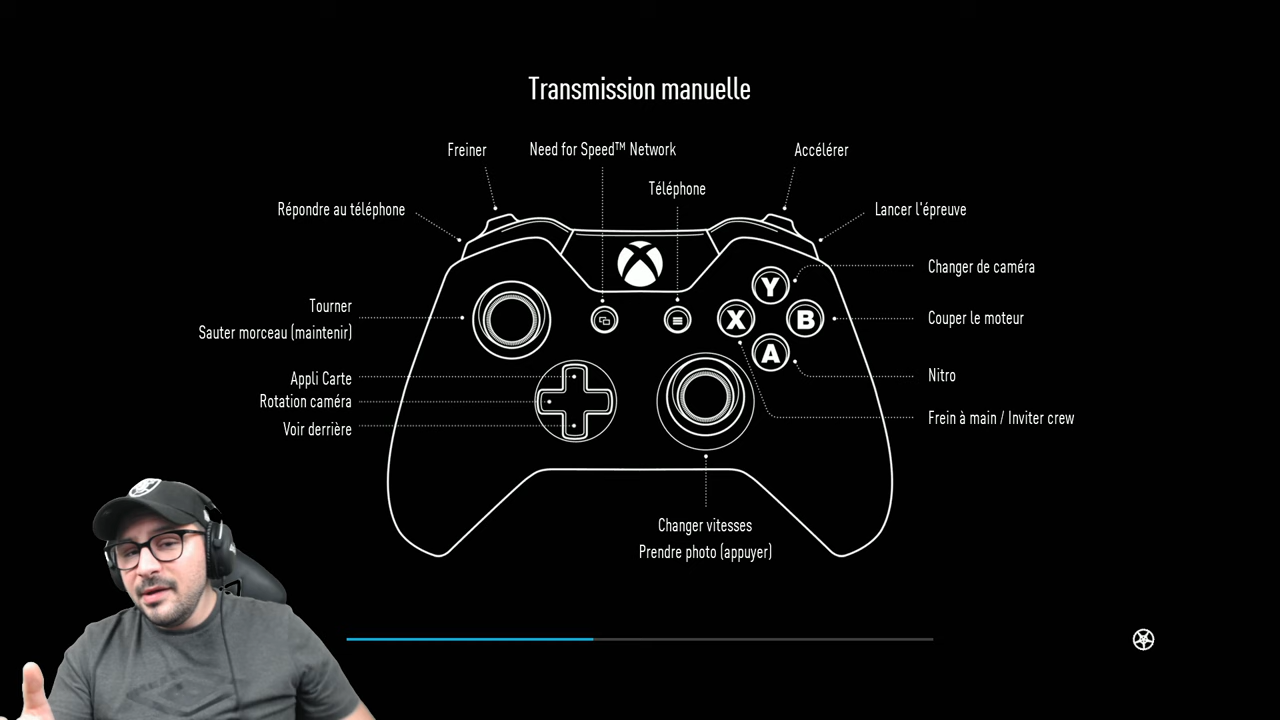 Transmission manuelle
Freiner
Need for Speed™ Network
Accélérer
Téléphone
Répondre au téléphone
Lancer l'épreuve
Changer de caméra
Y
X
B
A
Tourner
Sauter morceau (maintenir)
Couper le moteur
Appli Carte
Rotation caméra
Voir derrière
Nitro
Frein à main / Inviter crew
Changer vitesses
Prendre photo (appuyer)